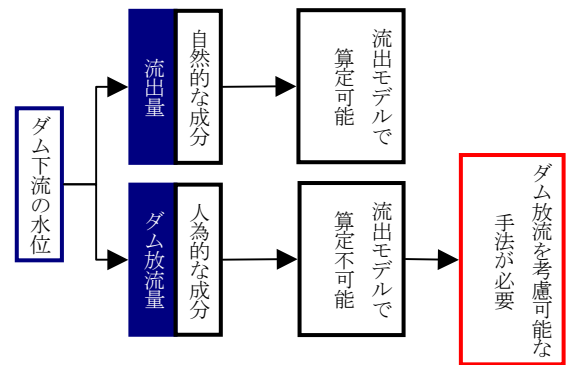 ダム下流の水位
流出量
自然的な成分
流出モデルで
算定可能
ダム放流量
人為的な成分
流出モデルで
算定不可能
ダム放流を考慮可能な
手法が必要